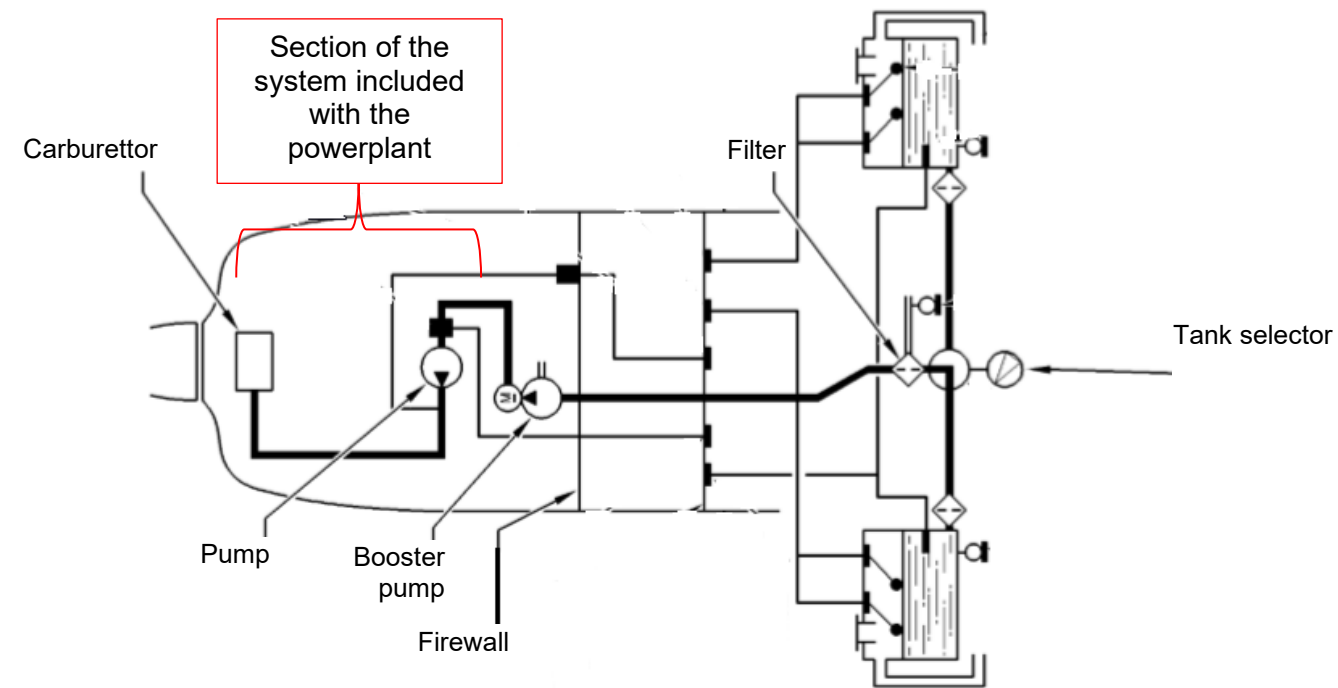 Section of the
system included
with the
powerplant
Carburettor
Filter
Tank selector
M
Pump
Booster
pump
Firewall